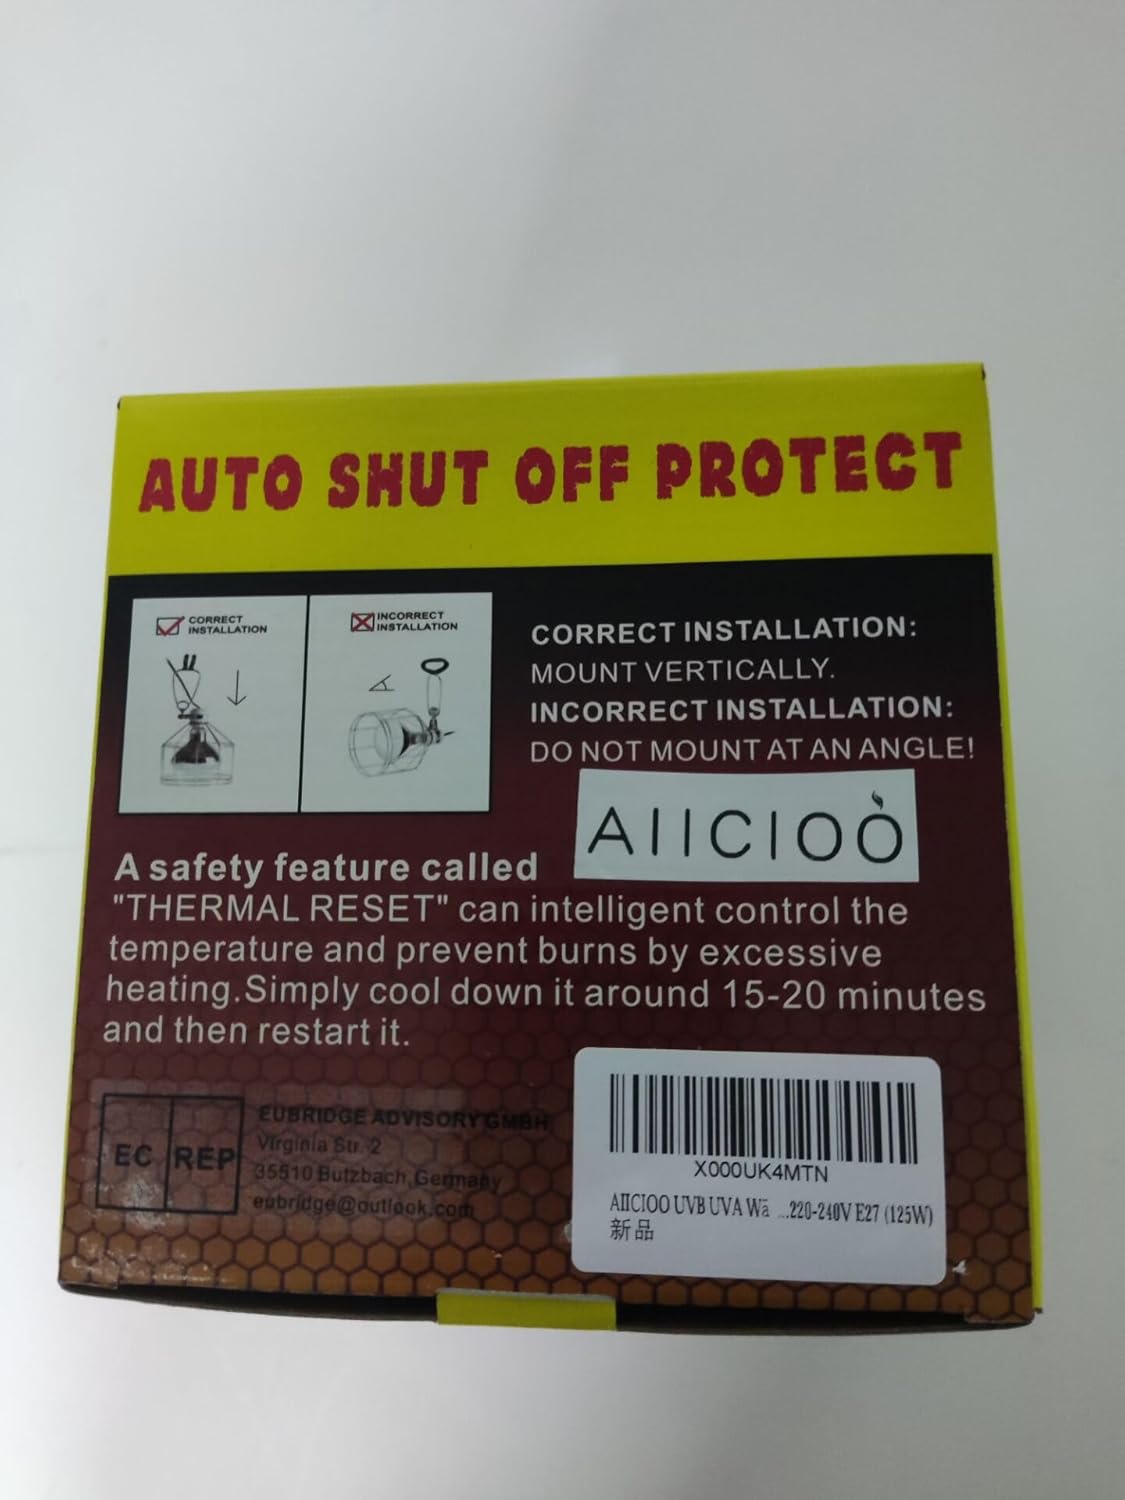 AUTO SHUT OFF PROTECT
CORRECT
INSTALLATION
INCORRECT
INSTALLATION
CORRECT INSTALLATION:
MOUNT VERTICALLY.
INCORRECT INSTALLATION:
DO NOT MOUNT AT AN ANGLE!
AIICIOO
A safety feature called
"THERMAL RESET" can intelligent control the
temperature and prevent burns by excessive
heating.Simply cool down it around 15-20 minutes
and then restart it.
EC REP
EUBRIDGE ADVISORY GMBH
Virginia Str. 2
35510 Butzbach, Germany
eubridge@outlook.com
X000UK4MTN
AIICIOO UVB UVA Wä ...220-240V E27 (125W)
新品